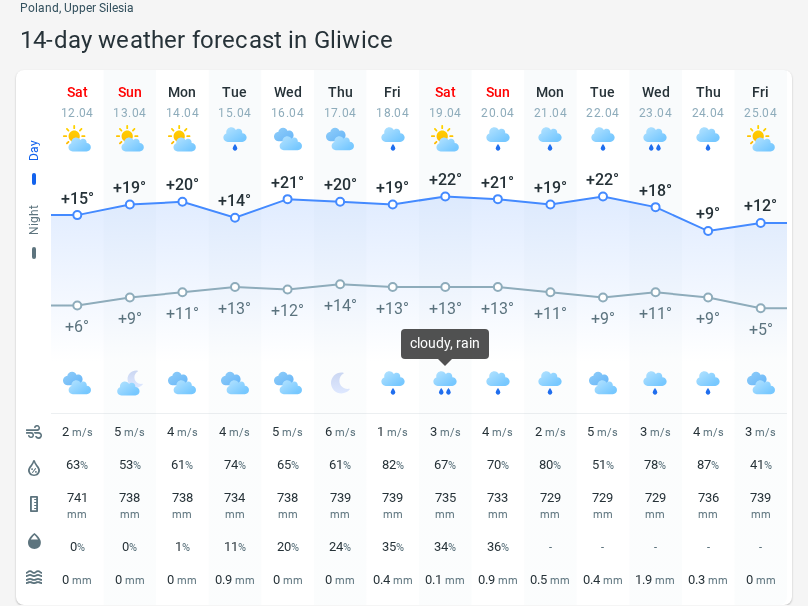 Poland, Upper Silesia
14-day weather forecast in Gliwice
Sat Sun Mon Tue Wed Thu Fri Sat Sun Mon Tue Wed Thu Fri
12.04 13.04 14.04 15.04 16.04 17.04 18.04 19.04 20.04 21.04 22.04 23.04 24.04 25.04
Day
+15° +19° +20° +14° +21° +20° +19° +22° +21° +19° +22° +18° +9° +12°
Night
+6° +9° +11° +13° +12° +14° +13° +13° +13° +11° +9° +11° +9° +5°
cloudy, rain
2 m/s 5 m/s 4 m/s 4 m/s 5 m/s 6 m/s 1 m/s 3 m/s 4 m/s 2 m/s 5 m/s 3 m/s 4 m/s 3 m/s
63% 53% 61% 74% 65% 61% 82% 67% 70% 80% 51% 78% 87% 41%
741 738 738 734 738 739 739 735 733 729 729 729 736 739
mm mm mm mm mm mm mm mm mm mm mm mm mm mm
0% 0% 1% 11% 20% 24% 35% 34% 36% - - - - -
0 mm 0 mm 0 mm 0.9 mm 0 mm 0 mm 0.4 mm 0.1 mm 0.9 mm 0.5 mm 0.4 mm 1.9 mm 0.3 mm 0 mm